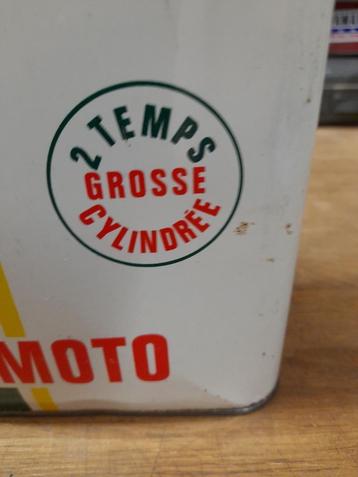 2 TEMPS
GROSSE
CYLINDRÉE
MOTO